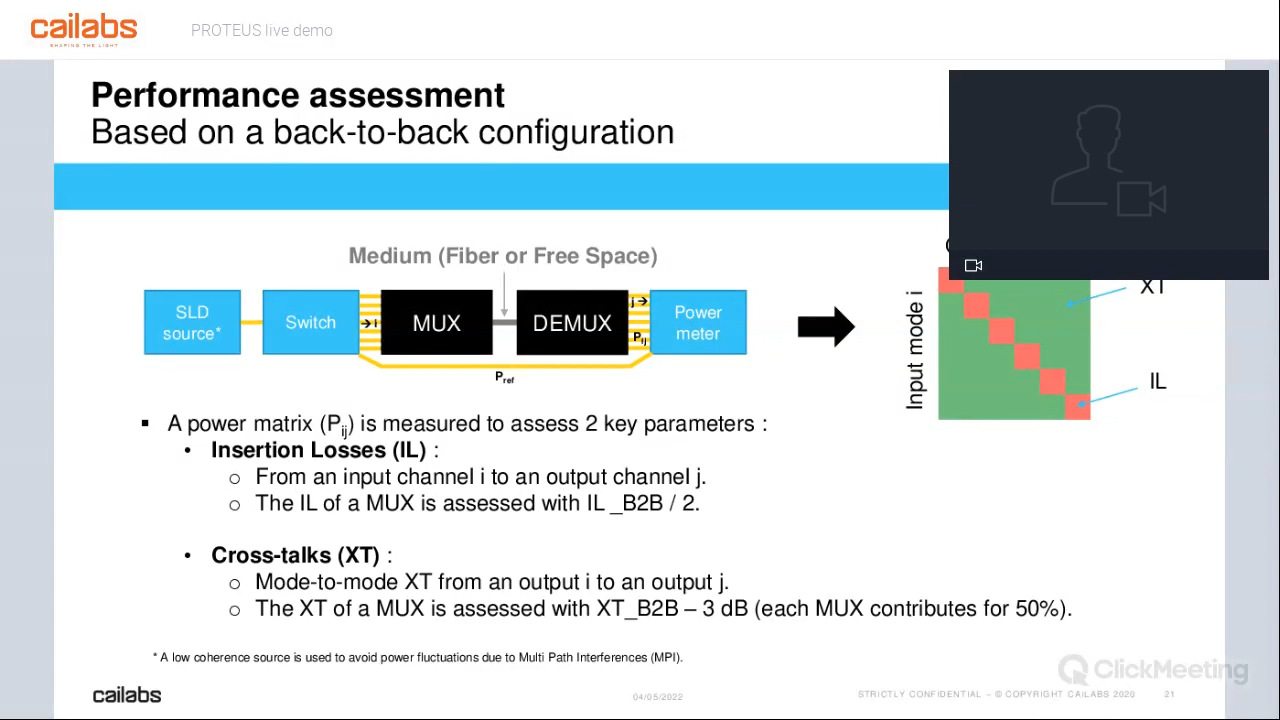 cailabs
SHAPING THE LIGHT
PROTEUS live demo
Performance assessment
Based on a back-to-back configuration
Medium (Fiber or Free Space)
SLD
source*
Switch
→ i
MUX
DEMUX
j →
Pij
Power
meter
Pref
Input mode i
XT
IL
▪ A power matrix (Pij) is measured to assess 2 key parameters :
• Insertion Losses (IL) :
o From an input channel i to an output channel j.
o The IL of a MUX is assessed with IL _B2B / 2.
• Cross-talks (XT) :
o Mode-to-mode XT from an output i to an output j.
o The XT of a MUX is assessed with XT_B2B – 3 dB (each MUX contributes for 50%).
* A low coherence source is used to avoid power fluctuations due to Multi Path Interferences (MPI).
ClickMeeting
cailabs
04/05/2022
STRICTLY CONFIDENTIAL – © COPYRIGHT CAILABS 2020
21